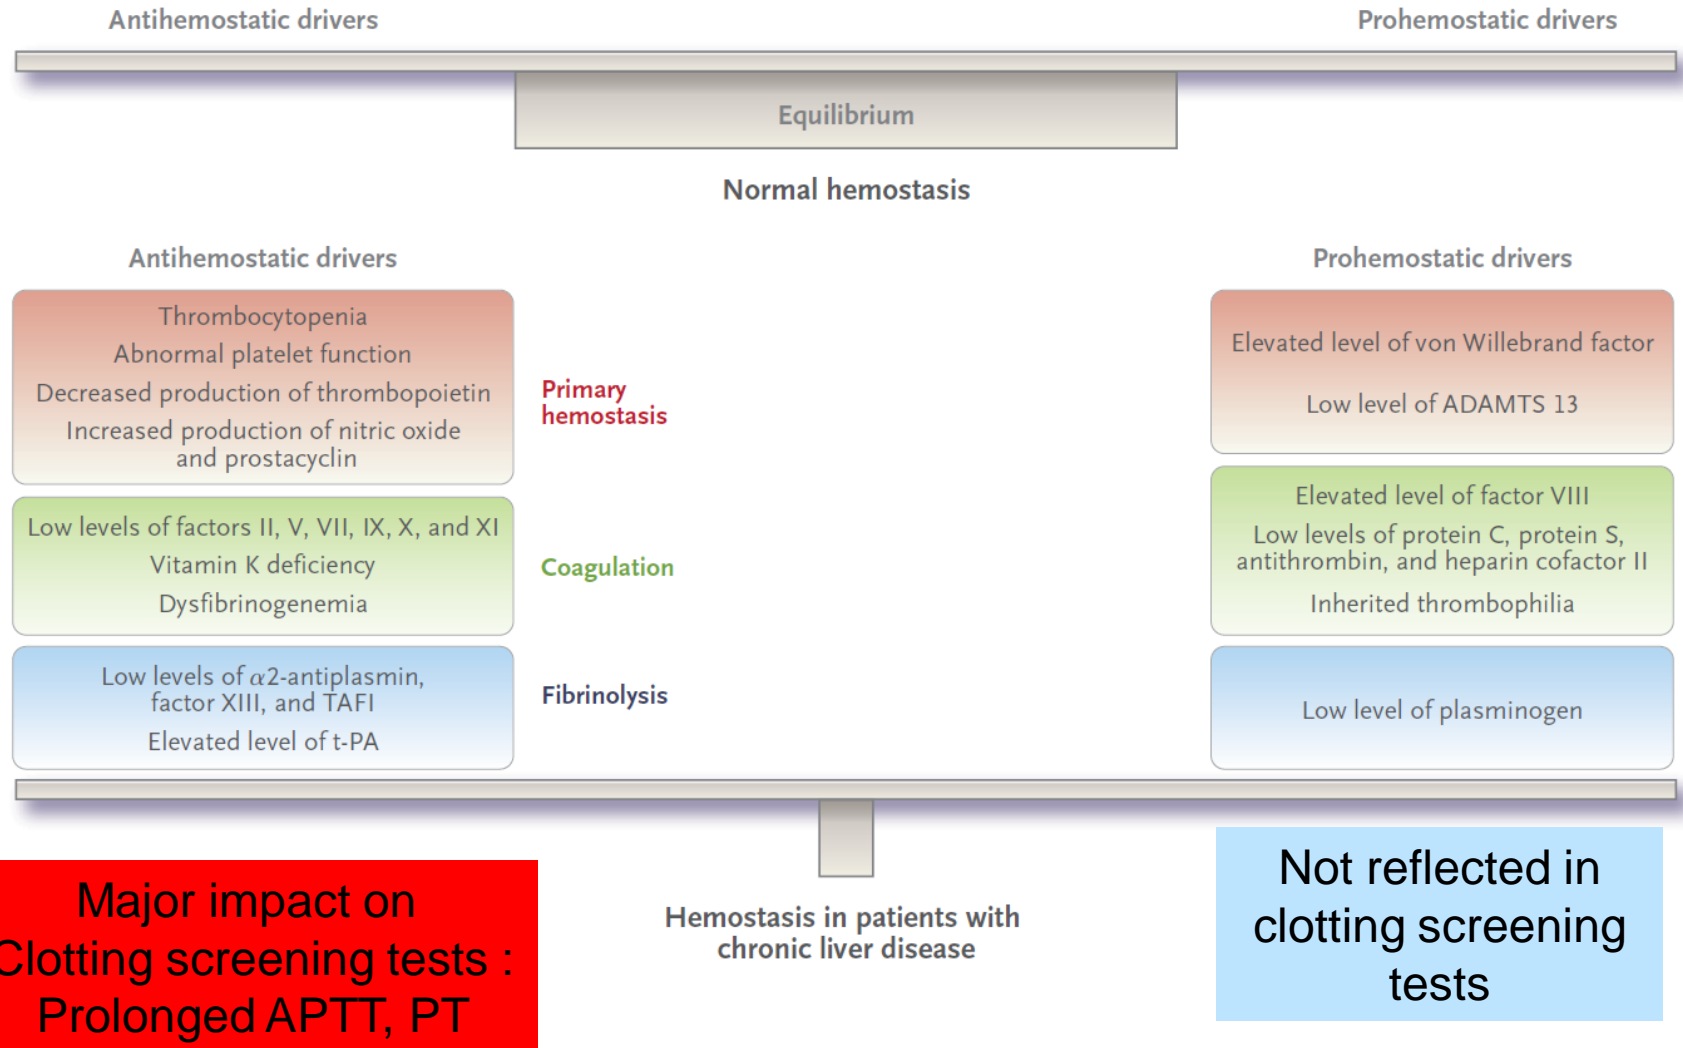 Antihemostatic drivers
Prohemostatic drivers
Equilibrium
Normal hemostasis
Antihemostatic drivers
Prohemostatic drivers
Thrombocytopenia
Abnormal platelet function
Decreased production of thrombopoietin
Increased production of nitric oxide
and prostacyclin
Primary
hemostasis
Elevated level of von Willebrand factor
Low level of ADAMTS 13
Low levels of factors II, V, VII, IX, X, and XI
Vitamin K deficiency
Dysfibrinogenemia
Coagulation
Elevated level of factor VIII
Low levels of protein C, protein S,
antithrombin, and heparin cofactor II
Inherited thrombophilia
Low levels of α2-antiplasmin,
factor XIII, and TAFI
Elevated level of t-PA
Fibrinolysis
Low level of plasminogen
Major impact on
Clotting screening tests :
Prolonged APTT, PT
Hemostasis in patients with
chronic liver disease
Not reflected in
clotting screening
tests